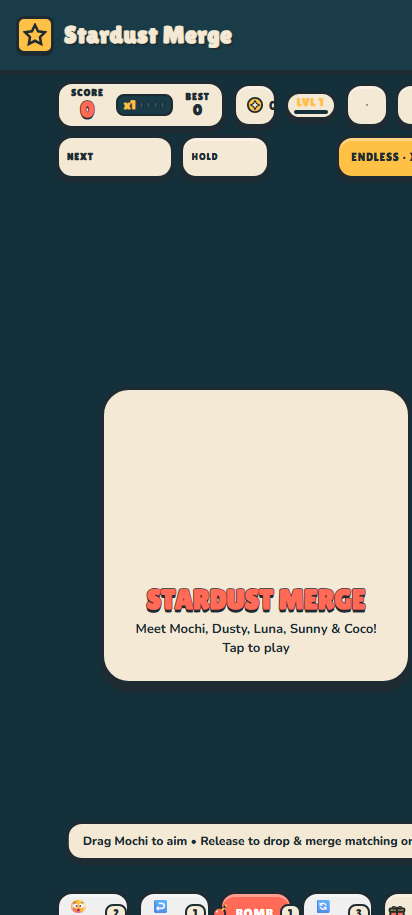 Stardust Merge
SCORE
0
x1
BEST
0
LVL 1
NEXT
HOLD
ENDLESS ·
STARDUST MERGE
Meet Mochi, Dusty, Luna, Sunny & Coco!
Tap to play
Drag Mochi to aim • Release to drop & merge matching or
2
1
BOMB
1
3